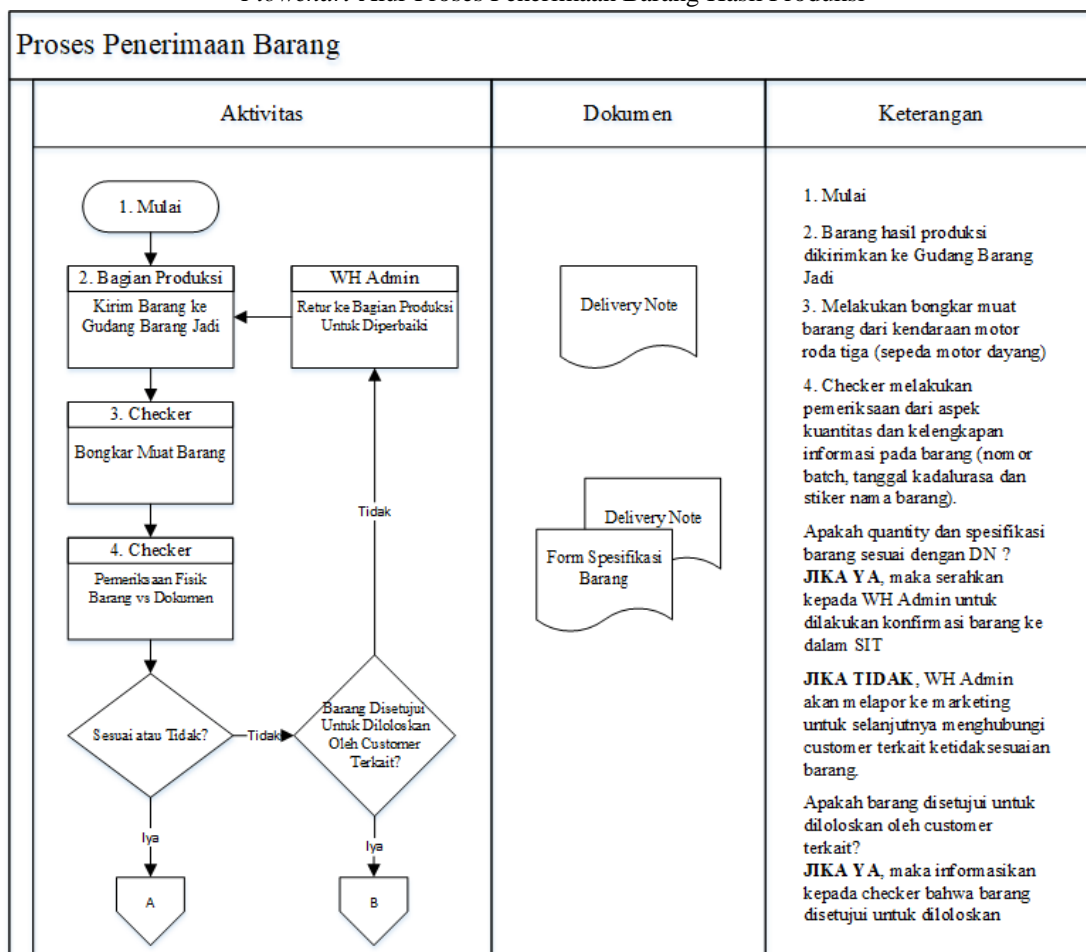 Flowchart Alur Proses Penerimaan Barang Hasil Produksi
Proses Penerimaan Barang
Aktivitas
Dokumen
Keterangan
1. Mulai
2. Bagian Produksi
Kirim Barang ke
Gudang Barang Jadi
WH Admin
Retur ke Bagian Produksi
Untuk Diperbaiki
3. Checker
Bongkar Muat Barang
4. Checker
Pemeriksaan Fisik
Barang vs Dokumen
Sesuai atau Tidak?
Tidak
Barang Disetujui
Untuk Diloloskan
Oleh Customer
Terkait?
Tidak
Iya
Iya
A
B
Delivery Note
Delivery Note
Form Spesifikasi
Barang
1. Mulai
2. Barang hasil produksi
dikirimkan ke Gudang Barang
Jadi
3. Melakukan bongkar muat
barang dari kendaraan motor
roda tiga (sepeda motor dayang)
4. Checker melakukan
pemeriksaan dari aspek
kuantitas dan kelengkapan
informasi pada barang (nomor
batch, tanggal kadalurasa dan
stiker nama barang).
Apakah quantity dan spesifikasi
barang sesuai dengan DN ?
JIKA YA, maka serahkan
kepada WH Admin untuk
dilakukan konfirmasi barang ke
dalam SIT
JIKA TIDAK, WH Admin
akan melapor ke marketing
untuk selanjutnya menghubungi
customer terkait ketidaksesuaian
barang.
Apakah barang disetujui untuk
diloloskan oleh customer
terkait?
JIKA YA, maka informasikan
kepada checker bahwa barang
disetujui untuk diloloskan